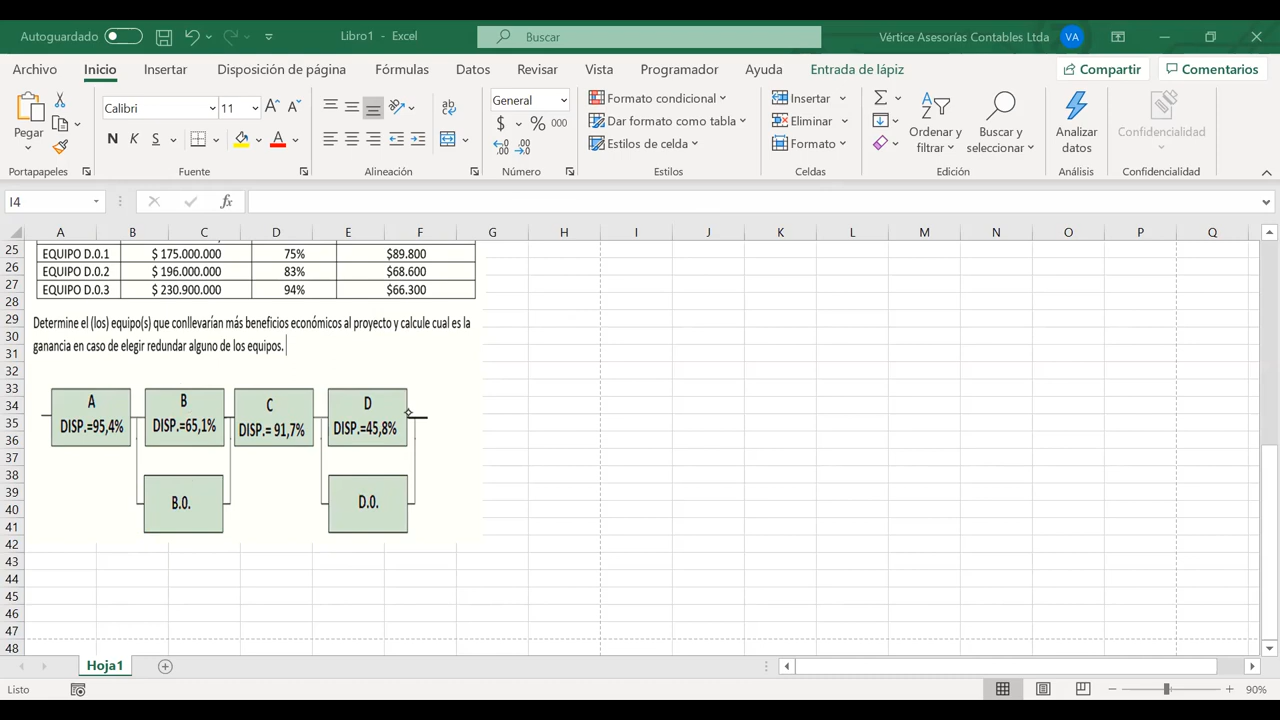 Autoguardado
Libro1 - Excel
Buscar
Vértice Asesorías Contables Ltda
VA
Archivo Inicio Insertar Disposición de página Fórmulas Datos Revisar Vista Programador Ayuda Entrada de lápiz
Compartir
Comentarios
Pegar
Calibri 11
N K S
General
$ % 000
Formato condicional
Dar formato como tabla
Estilos de celda
Insertar
Eliminar
Formato
Ordenar y filtrar
Buscar y seleccionar
Analizar datos
Confidencialidad
Portapapeles Fuente Alineación Número Estilos Celdas Edición Análisis Confidencialidad
I4
fx
A B C D E F G H I J K L M N O P Q
25
26
27
28
29
30
31
32
33
34
35
36
37
38
39
40
41
42
43
44
45
46
47
48
EQUIPO D.0.1 $ 175.000.000 75% $89.800
EQUIPO D.0.2 $ 196.000.000 83% $68.600
EQUIPO D.0.3 $ 230.900.000 94% $66.300
Determine el (los) equipo(s) que conllevarían más beneficios económicos al proyecto y calcule cual es la
ganancia en caso de elegir redundar alguno de los equipos.
A
DISP.=95,4%
B
DISP.=65,1%
C
DISP.= 91,7%
D
DISP.=45,8%
B.0.
D.0.
Hoja1
Listo
90%